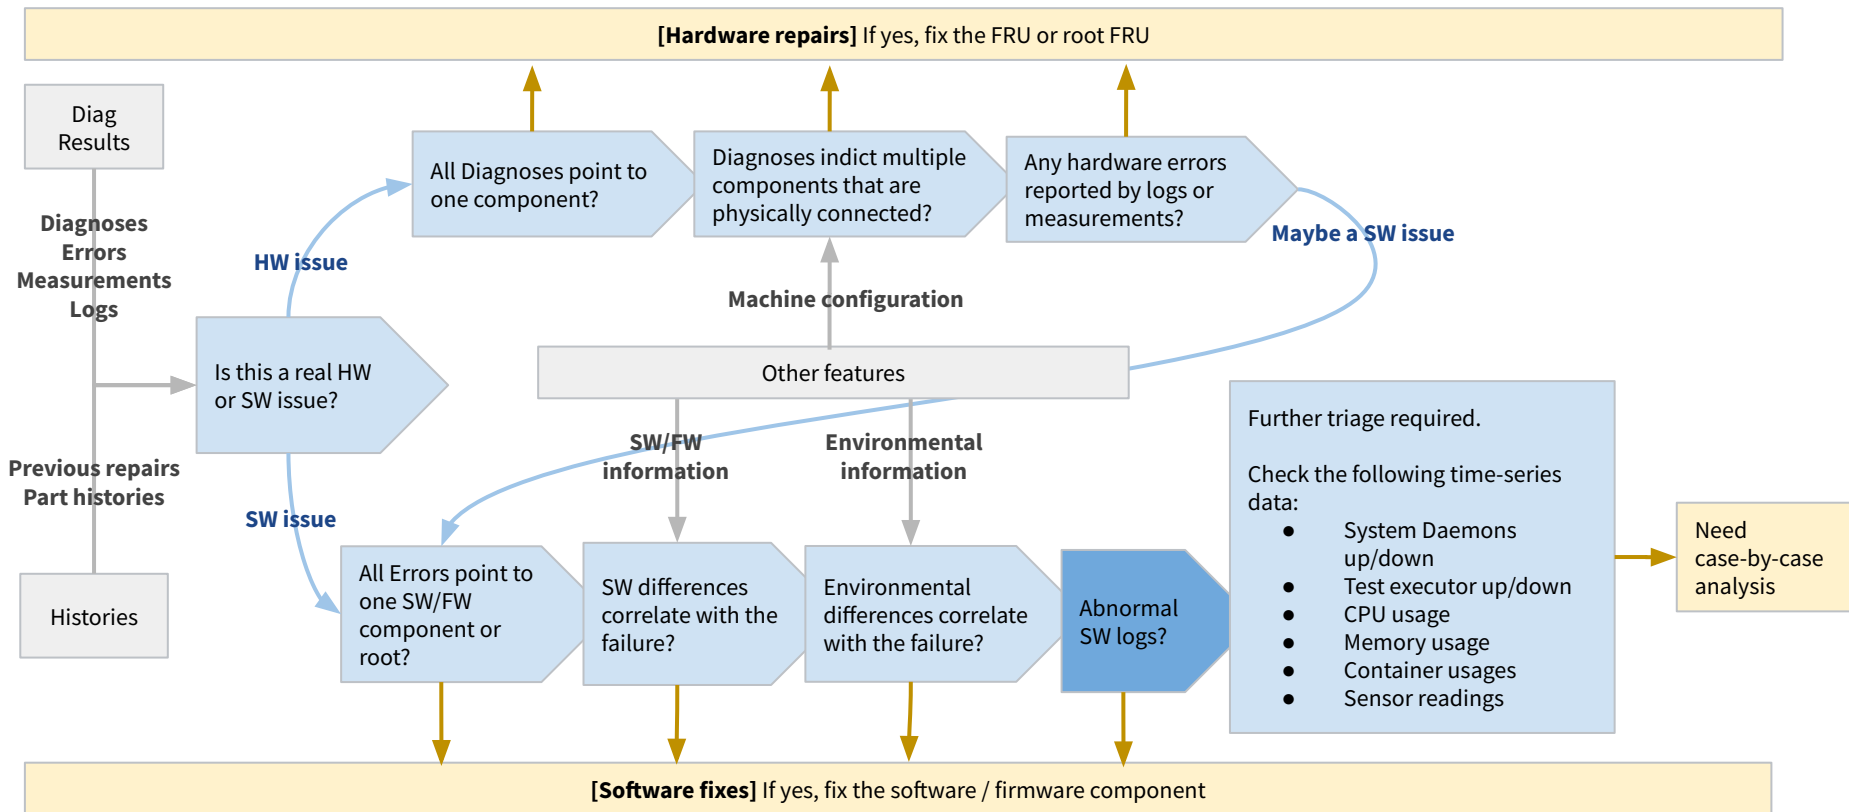 [Hardware repairs] If yes, fix the FRU or root FRU
Diag
Results
Diagnoses
Errors
Measurements
Logs
HW issue
All Diagnoses point to
one component?
Diagnoses indict multiple
components that are
physically connected?
Any hardware errors
reported by logs or
measurements?
Maybe a SW issue
Machine configuration
Is this a real HW
or SW issue?
Other features
SW/FW
information
Environmental
information
Previous repairs
Part histories
SW issue
Histories
All Errors point to
one SW/FW
component or
root?
SW differences
correlate with the
failure?
Environmental
differences correlate
with the failure?
Abnormal
SW logs?
Further triage required.
Check the following time-series
data:
● System Daemons
up/down
● Test executor up/down
● CPU usage
● Memory usage
● Container usages
● Sensor readings
Need
case-by-case
analysis
[Software fixes] If yes, fix the software / firmware component